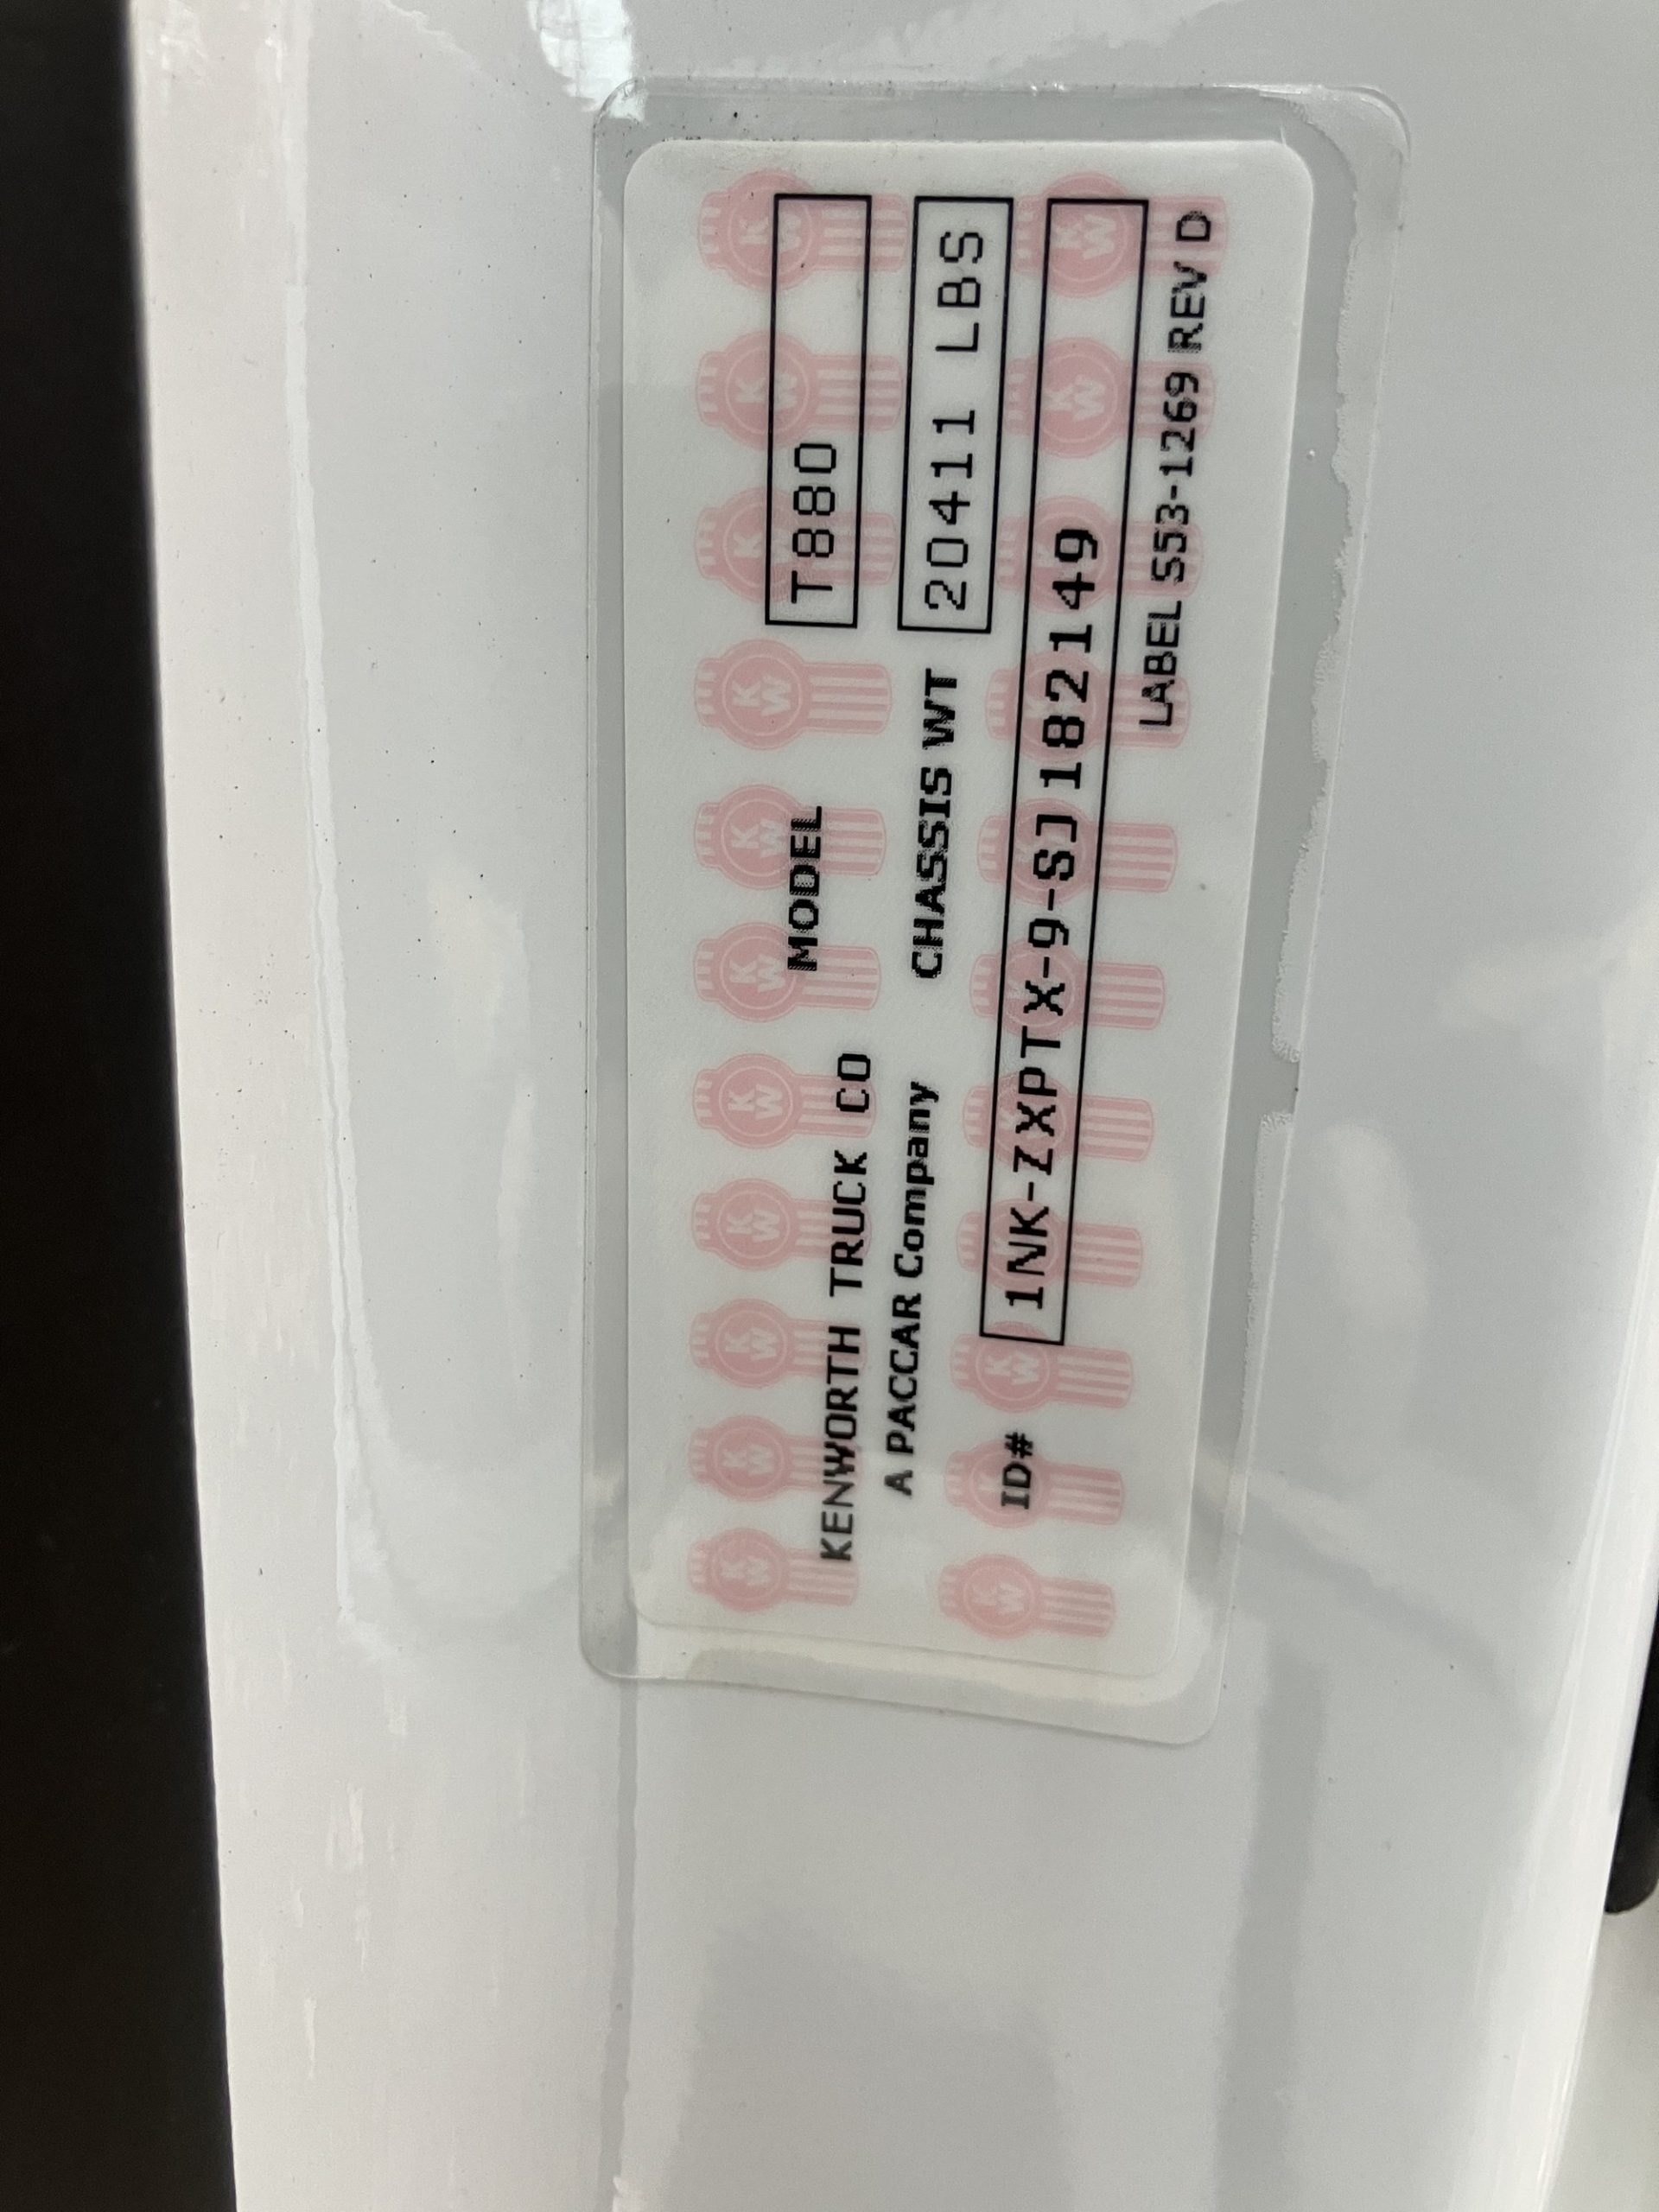 MODEL T880
KENWORTH TRUCK CO
A PACCAR Company
CHASSIS WT 20411 LBS
ID# 1NK-ZXPTX-9-SJ182149
LABEL S53-1269 REV D